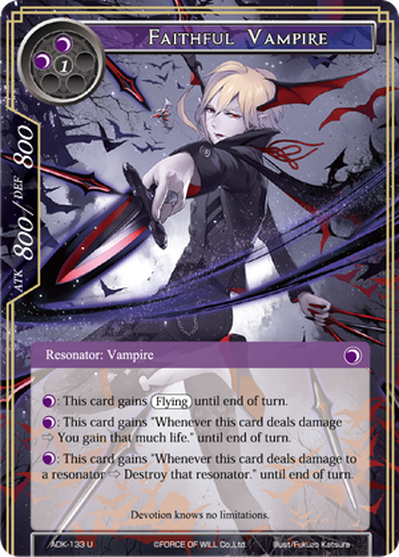 Faithful Vampire
1
ATK 800 / DEF 800
Resonator: Vampire
: This card gains Flying until end of turn.
: This card gains "Whenever this card deals damage
⇨ You gain that much life." until end of turn.
: This card gains "Whenever this card deals damage to
a resonator ⇨ Destroy that resonator." until end of turn.
Devotion knows no limitations.
ADK-133 U
©FORCE OF WILL Co.,Ltd.
Illust/Fukuzo Katsura